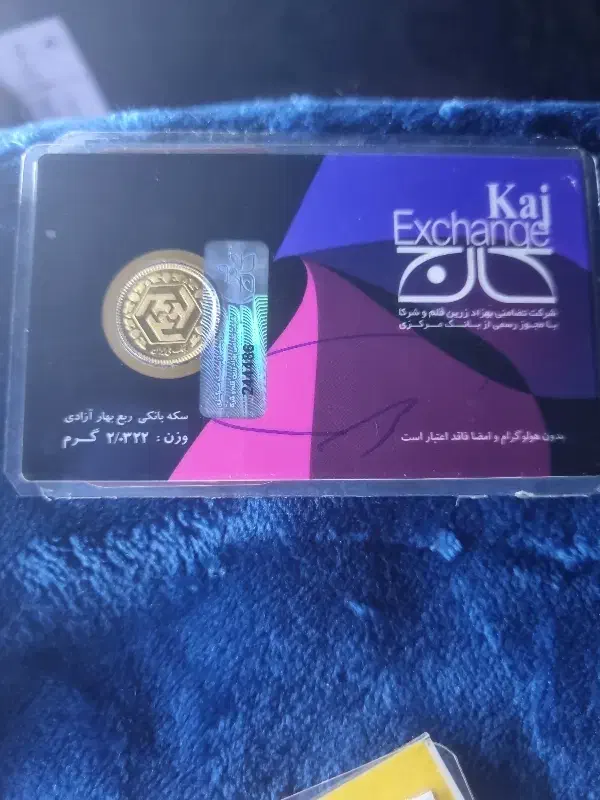 Kaj
Exchange
کاج
شرکت تضامنی بهزاد زرین قلم و شرکا
با مجوز رسمی از بانک مرکزی
244486
سکه بانکی ربع بهار آزادی
وزن : ۲/۰۳۲۲ گرم
بدون هولوگرام و امضا فاقد اعتبار است